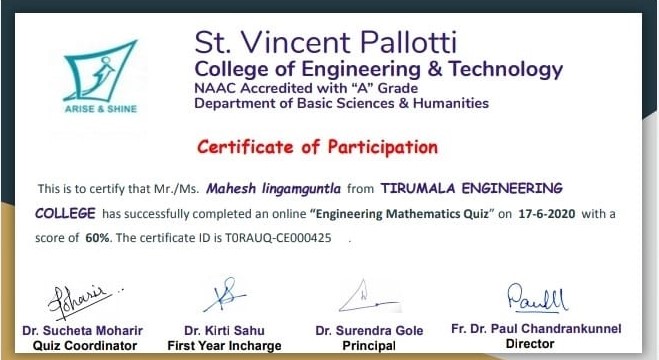 St. Vincent Pallotti
College of Engineering & Technology
NAAC Accredited with “A” Grade
Department of Basic Sciences & Humanities
ARISE & SHINE
Certificate of Participation
This is to certify that Mr./Ms. Mahesh lingamguntla from TIRUMALA ENGINEERING
COLLEGE has successfully completed an online “Engineering Mathematics Quiz” on 17-6-2020 with a
score of 60%. The certificate ID is T0RAUQ-CE000425 .
Dr. Sucheta Moharir
Quiz Coordinator
Dr. Kirti Sahu
First Year Incharge
Dr. Surendra Gole
Principal
Fr. Dr. Paul Chandrankunnel
Director